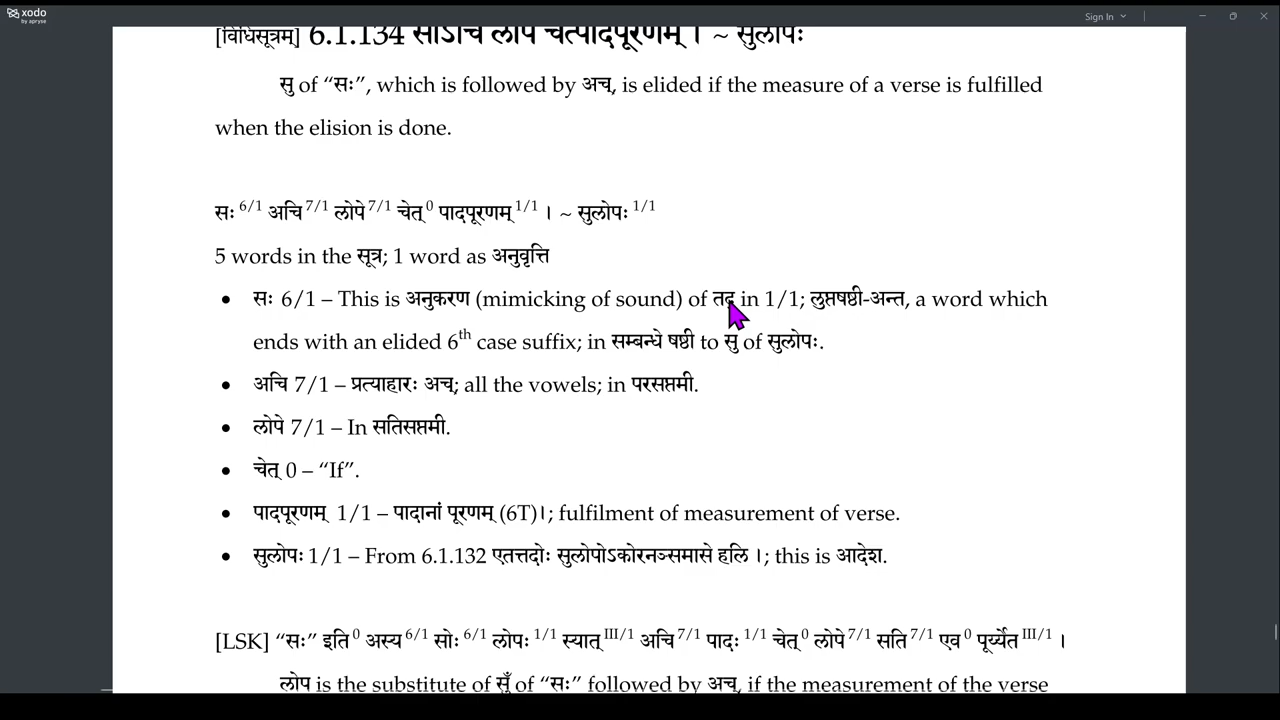 xodo
by apryse
Sign In
[विधिसूत्रम्] 6.1.134 सोऽचि लोपे चेत्पादपूरणम् । ~ सुलोपः
सु of “सः”, which is followed by अच्, is elided if the measure of a verse is fulfilled
when the elision is done.
सः 6/1 अचि 7/1 लोपे 7/1 चेत् 0 पादपूरणम् 1/1 । ~ सुलोपः 1/1
5 words in the सूत्र; 1 word as अनुवृत्ति
• सः 6/1 – This is अनुकरण (mimicking of sound) of तद् in 1/1; लुप्तषष्ठी-अन्त, a word which
ends with an elided 6th case suffix; in सम्बन्धे षष्ठी to सु of सुलोपः.
• अचि 7/1 – प्रत्याहारः अच्; all the vowels; in परसप्तमी.
• लोपे 7/1 – In सतिसप्तमी.
• चेत् 0 – “If”.
• पादपूरणम् 1/1 – पादानां पूरणम् (6T)।; fulfilment of measurement of verse.
• सुलोपः 1/1 – From 6.1.132 एतत्तदोः सुलोपोऽकोरनञ्समासे हलि ।; this is आदेश.
[LSK] “सः” इति 0 अस्य 6/1 सोः 6/1 लोपः 1/1 स्यात् III/1 अचि 7/1 पादः 1/1 चेत् 0 लोपे 7/1 सति 7/1 एव 0 पूर्य्येत III/1 ।
लोप is the substitute of सुँ of “सः” followed by अच्, if the measurement of the verse